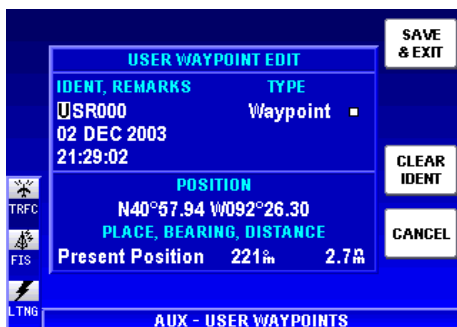 SAVE
& EXIT
USER WAYPOINT EDIT
IDENT, REMARKS TYPE
USR000 Waypoint
02 DEC 2003
21:29:02
CLEAR
IDENT
POSITION
TRFC
N40°57.94 W092°26.30
PLACE, BEARING, DISTANCE
CANCEL
FIS
Present Position 221°m 2.7nm
LTNG
AUX - USER WAYPOINTS